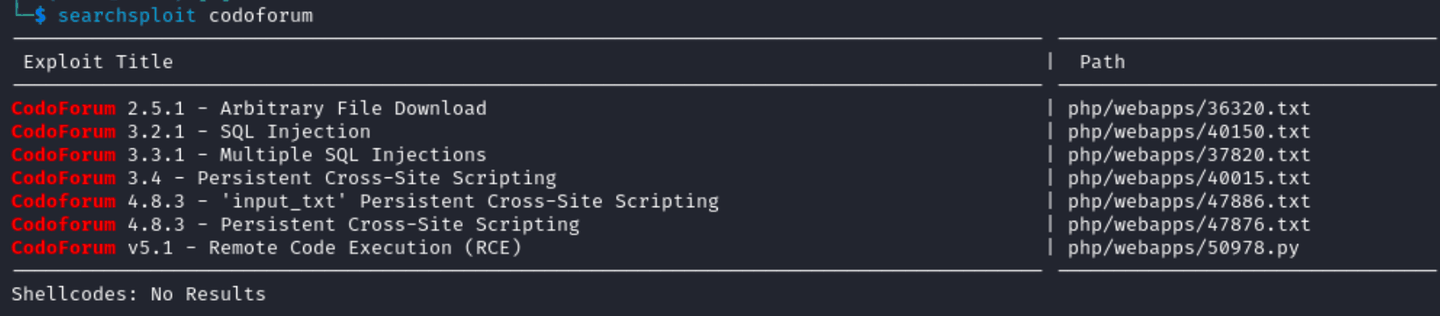 └─$ searchsploit codoforum
Exploit Title | Path
CodoForum 2.5.1 - Arbitrary File Download | php/webapps/36320.txt
CodoForum 3.2.1 - SQL Injection | php/webapps/40150.txt
CodoForum 3.3.1 - Multiple SQL Injections | php/webapps/37820.txt
CodoForum 3.4 - Persistent Cross-Site Scripting | php/webapps/40015.txt
Codoforum 4.8.3 - 'input_txt' Persistent Cross-Site Scripting | php/webapps/47886.txt
Codoforum 4.8.3 - Persistent Cross-Site Scripting | php/webapps/47876.txt
CodoForum v5.1 - Remote Code Execution (RCE) | php/webapps/50978.py
Shellcodes: No Results